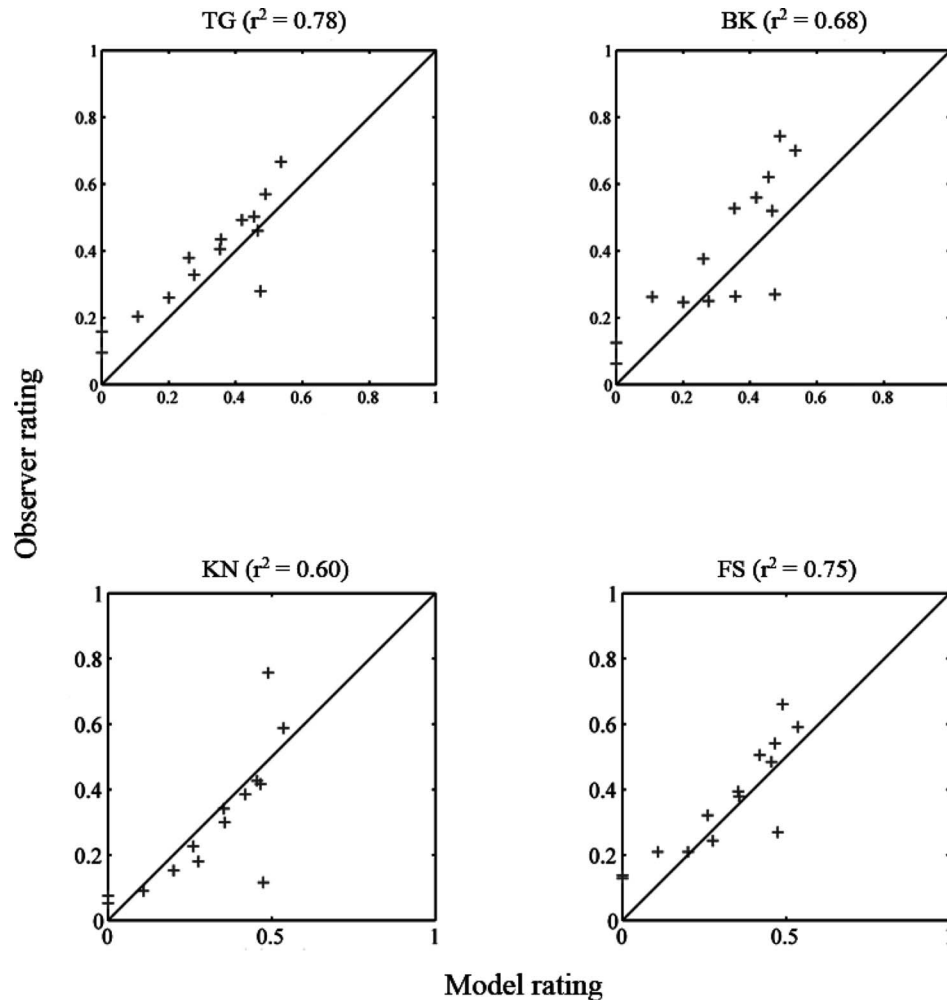 TG (r² = 0.78)
1
0.8
0.6
0.4
0.2
0
0 0.2 0.4 0.6 0.8 1
BK (r² = 0.68)
1
0.8
0.6
0.4
0.2
0
0 0.2 0.4 0.6 0.8
Observer rating
KN (r² = 0.60)
1
0.8
0.6
0.4
0.2
0
0 0.5 1
FS (r² = 0.75)
1
0.8
0.6
0.4
0.2
0
0 0.5 1
Model rating